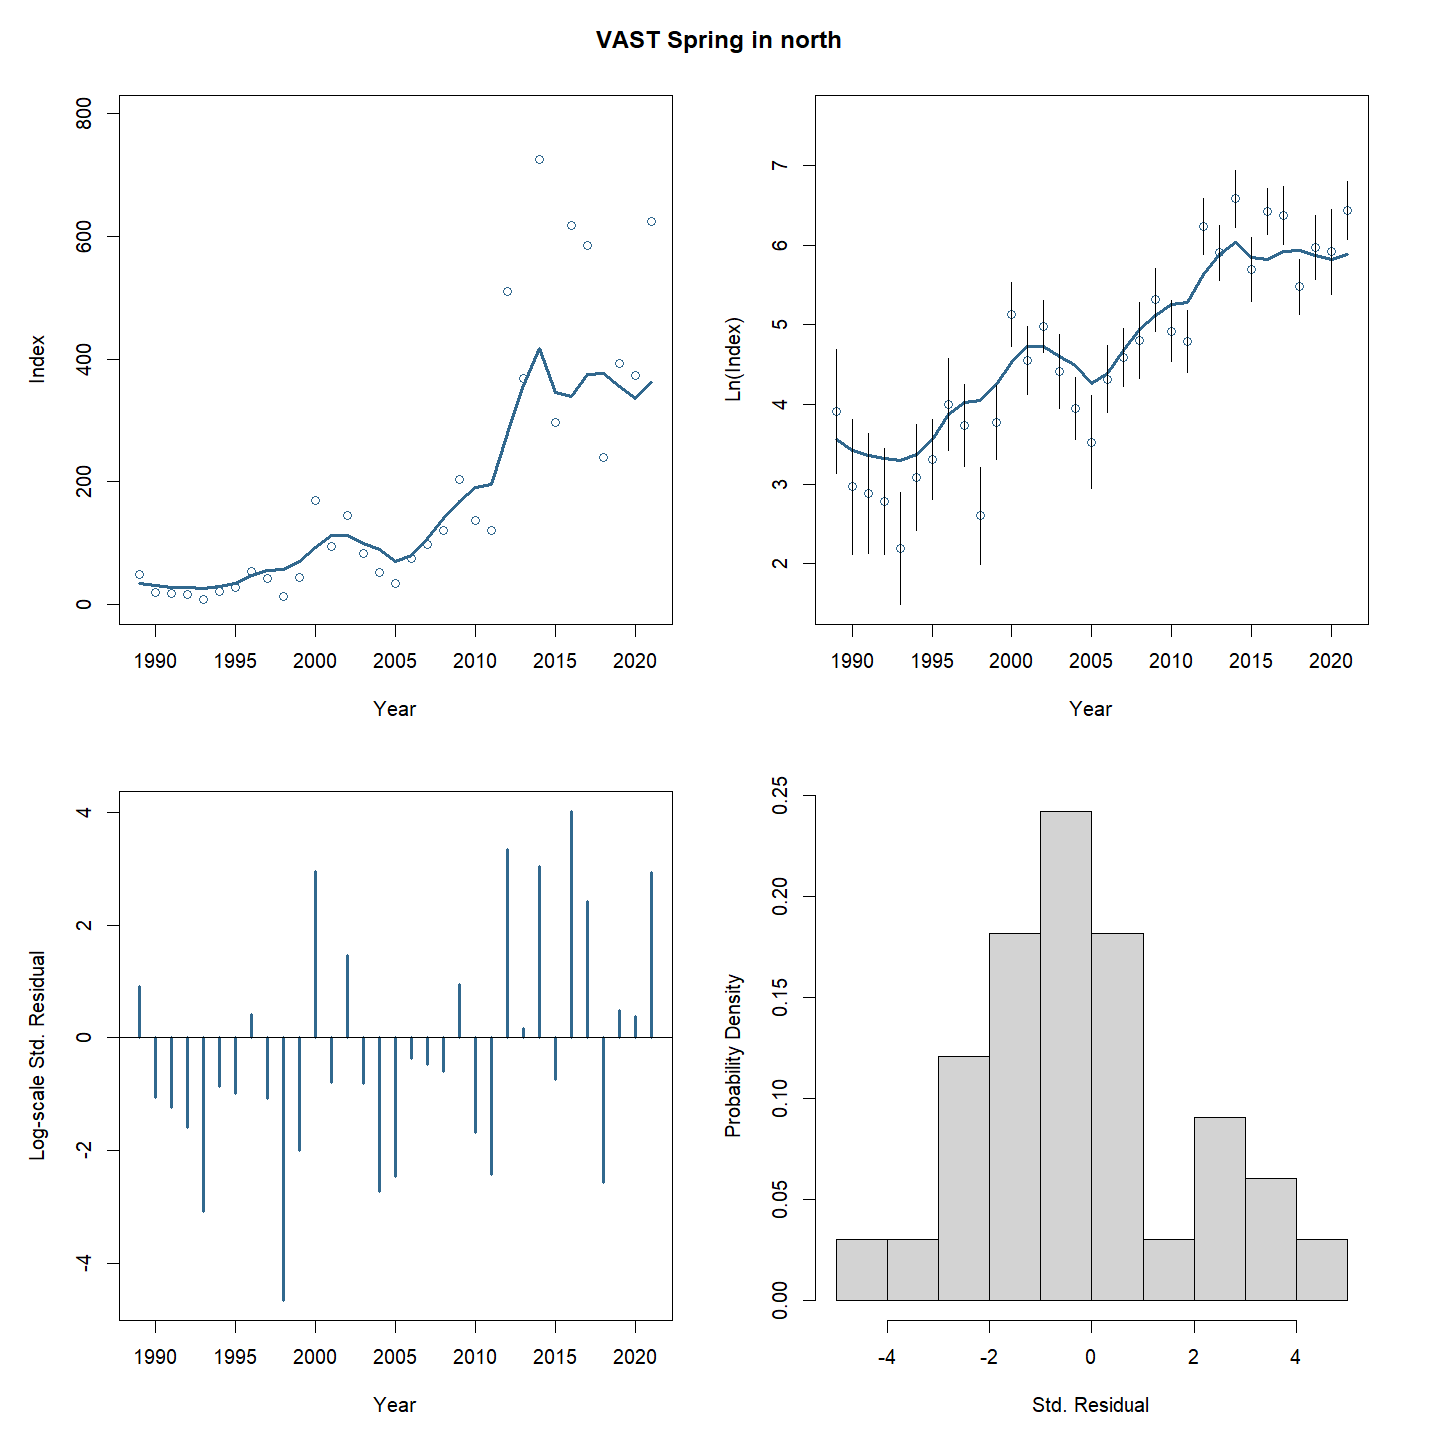 VAST Spring in north
Index
0
200
400
600
800
1990 1995 2000 2005 2010 2015 2020
Year
Ln(Index)
2
3
4
5
6
7
1990 1995 2000 2005 2010 2015 2020
Year
Log-scale Std. Residual
-4
-2
0
2
4
1990 1995 2000 2005 2010 2015 2020
Year
Probability Density
0.00
0.05
0.10
0.15
0.20
0.25
-4 -2 0 2 4
Std. Residual